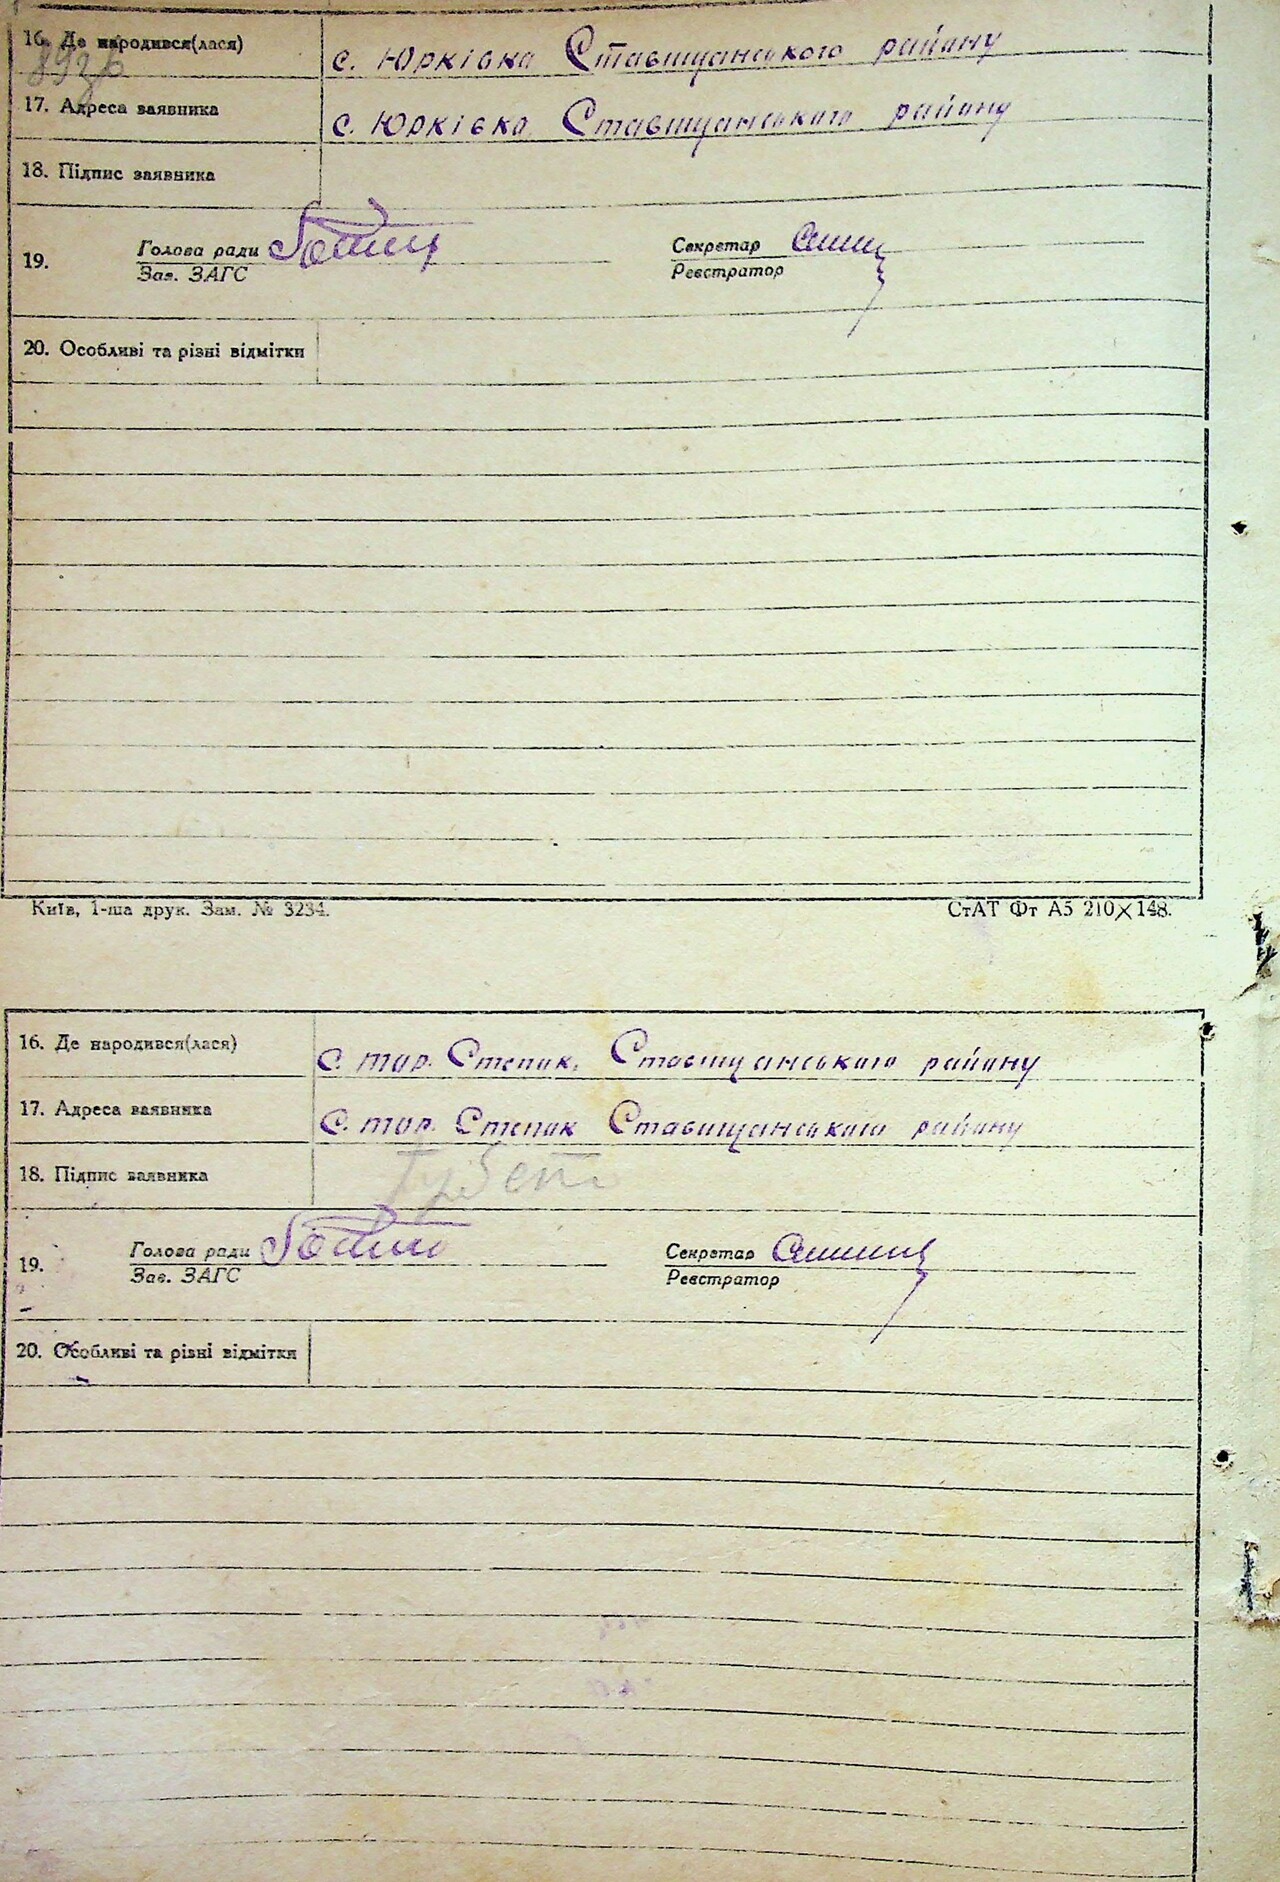 16. Де народився(лася) с. Юрківка Ставищанського району
17. Адреса заявника с. Юрківка Ставищанського району
18. Підпис заявника
19. Голова ради Секретар
Зав. ЗАГС Реєстратор
20. Особливі та різні відмітки
Київ, 1-ша друк. Зам. № 3234. СтАТ Фт А5 210×148.
16. Де народився(лася) с. тор. Степок, Ставищанського району
17. Адреса заявника с. тор. Степок Ставищанського району
18. Підпис заявника
19. Голова ради Секретар
Зав. ЗАГС Реєстратор
20. Особливі та різні відмітки